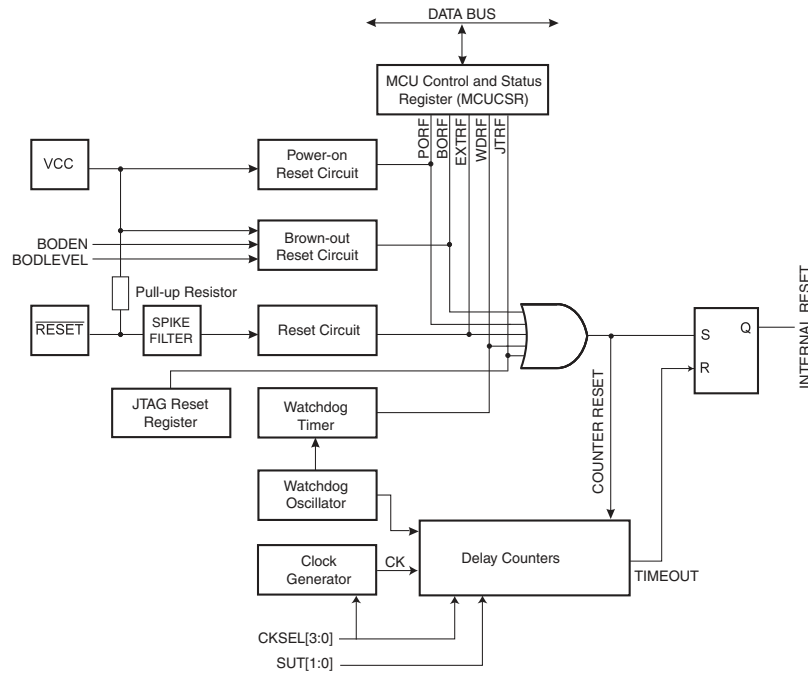 DATA BUS
MCU Control and Status
Register (MCUCSR)
PORF
BORF
EXTRF
WDRF
JTRF
VCC
Power-on
Reset Circuit
BODEN
BODLEVEL
Brown-out
Reset Circuit
Pull-up Resistor
RESET
SPIKE
FILTER
Reset Circuit
JTAG Reset
Register
Watchdog
Timer
Watchdog
Oscillator
Clock
Generator
CK
Delay Counters
COUNTER RESET
TIMEOUT
S
R
Q
INTERNAL RESET
CKSEL[3:0]
SUT[1:0]